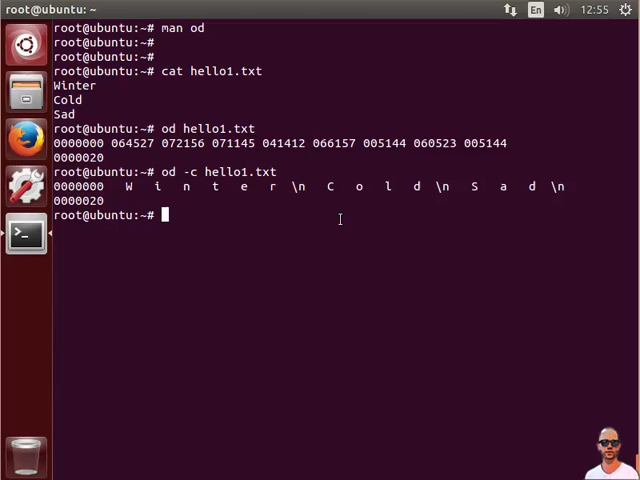 root@ubuntu: ~
En
12:55
root@ubuntu:~# man od
root@ubuntu:~#
root@ubuntu:~#
root@ubuntu:~# cat hello1.txt
Winter
Cold
Sad
root@ubuntu:~# od hello1.txt
0000000 064527 072156 071145 041412 066157 005144 060523 005144
0000020
root@ubuntu:~# od -c hello1.txt
0000000   W   i   n   t   e   r  \n   C   o   l   d  \n   S   a   d  \n
0000020
root@ubuntu:~#